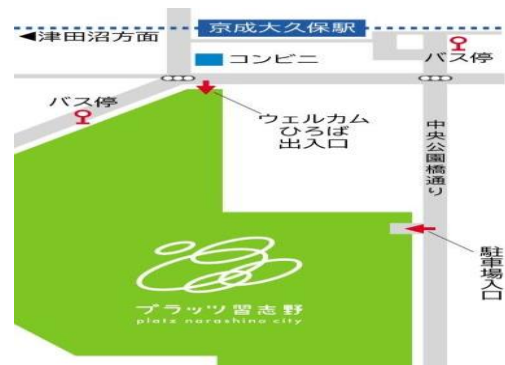 京成大久保駅
◀津田沼方面
コンビニ
バス停
バス停
ウェルカム
ひろば
出入口
中央公園橋通り
駐車場入口
プラッツ習志野
platz narashino city